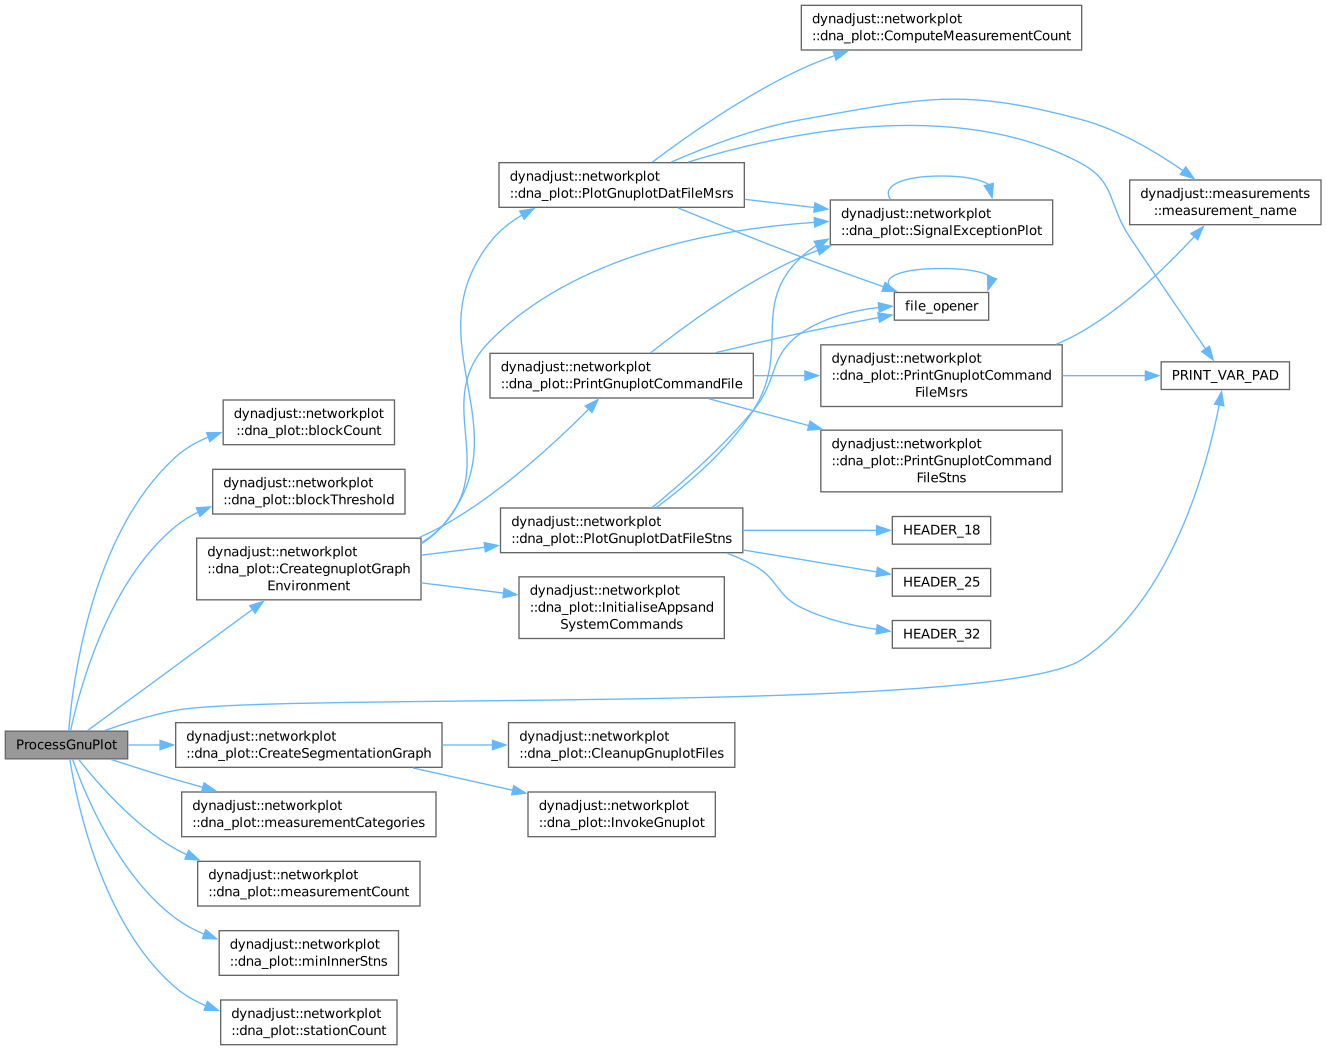 dynadjust::networkplot
::dna_plot::ComputeMeasurementCount
dynadjust::networkplot
::dna_plot::PlotGnuplotDatFileMsrs
dynadjust::measurements
::measurement_name
dynadjust::networkplot
::dna_plot::SignalExceptionPlot
file_opener
dynadjust::networkplot
::dna_plot::PrintGnuplotCommandFile
dynadjust::networkplot
::dna_plot::PrintGnuplotCommand
FileMsrs
PRINT_VAR_PAD
dynadjust::networkplot
::dna_plot::blockCount
dynadjust::networkplot
::dna_plot::PrintGnuplotCommand
FileStns
dynadjust::networkplot
::dna_plot::blockThreshold
dynadjust::networkplot
::dna_plot::PlotGnuplotDatFileStns
HEADER_18
dynadjust::networkplot
::dna_plot::CreategnuplotGraph
Environment
HEADER_25
dynadjust::networkplot
::dna_plot::InitialiseAppsand
SystemCommands
HEADER_32
ProcessGnuPlot
dynadjust::networkplot
::dna_plot::CreateSegmentationGraph
dynadjust::networkplot
::dna_plot::CleanupGnuplotFiles
dynadjust::networkplot
::dna_plot::measurementCategories
dynadjust::networkplot
::dna_plot::InvokeGnuplot
dynadjust::networkplot
::dna_plot::measurementCount
dynadjust::networkplot
::dna_plot::minInnerStns
dynadjust::networkplot
::dna_plot::stationCount